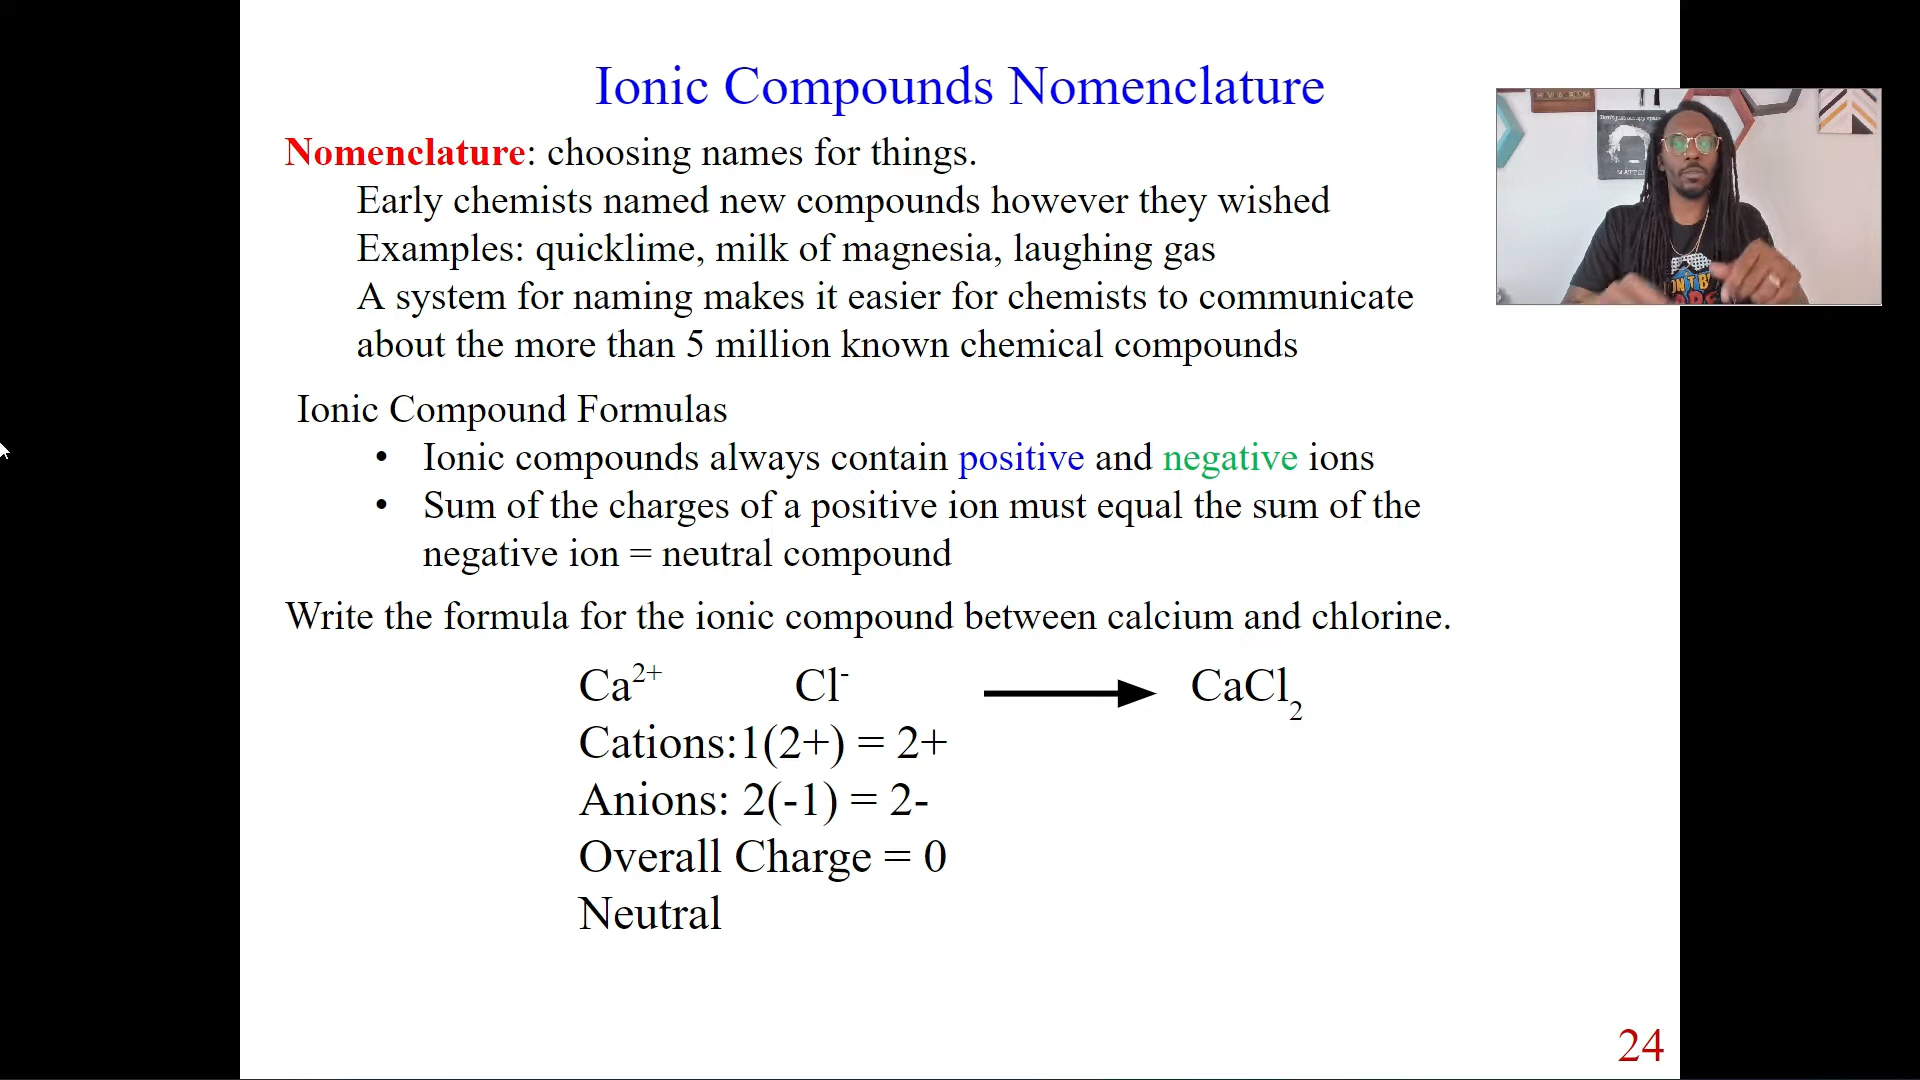 Ionic Compounds Nomenclature
Nomenclature: choosing names for things.
Early chemists named new compounds however they wished
Examples: quicklime, milk of magnesia, laughing gas
A system for naming makes it easier for chemists to communicate
about the more than 5 million known chemical compounds
Ionic Compound Formulas
• Ionic compounds always contain positive and negative ions
• Sum of the charges of a positive ion must equal the sum of the
negative ion = neutral compound
Write the formula for the ionic compound between calcium and chlorine.
Ca²⁺ Cl⁻ CaCl₂
Cations:1(2+) = 2+
Anions: 2(-1) = 2-
Overall Charge = 0
Neutral
24